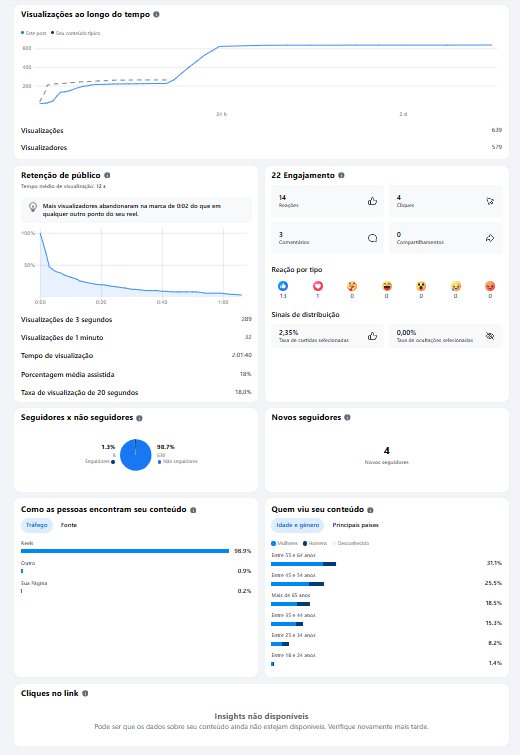 Visualizações ao longo do tempo
Este post
Seu conteúdo típico
600
400
200
24 h
2 d
Visualizações
639
Visualizadores
579
Retenção de público
Tempo médio de visualização: 12 s
Mais visualizadores abandonaram na marca de 0:02 do que em
qualquer outro ponto do seu reel.
100%
50%
0:00
0:20
0:40
1:00
Visualizações de 3 segundos
289
Visualizações de 1 minuto
32
Tempo de visualização
2:01:40
Porcentagem média assistida
18%
Taxa de visualização de 20 segundos
18,0%
22 Engajamento
14
Reações
4
Cliques
3
Comentários
0
Compartilhamentos
Reação por tipo
13
1
0
0
0
0
0
Sinais de distribuição
2,35%
Taxa de curtidas selecionadas
0,00%
Taxa de ocultações selecionadas
Seguidores x não seguidores
1.3%
Seguidores
98.7%
Não seguidores
Novos seguidores
4
Novos seguidores
Como as pessoas encontram seu conteúdo
Tráfego
Fonte
Reels
98.9%
Outro
0.9%
Sua Página
0.2%
Quem viu seu conteúdo
Idade e gênero
Principais países
Mulheres
Homens
Desconhecido
Entre 55 e 64 anos
31.1%
Entre 45 e 54 anos
25.5%
Mais de 65 anos
18.5%
Entre 35 e 44 anos
15.3%
Entre 25 e 34 anos
8.2%
Entre 18 e 24 anos
1.4%
Cliques no link
Insights não disponíveis
Pode ser que os dados sobre seu conteúdo ainda não estejam disponíveis. Verifique novamente mais tarde.